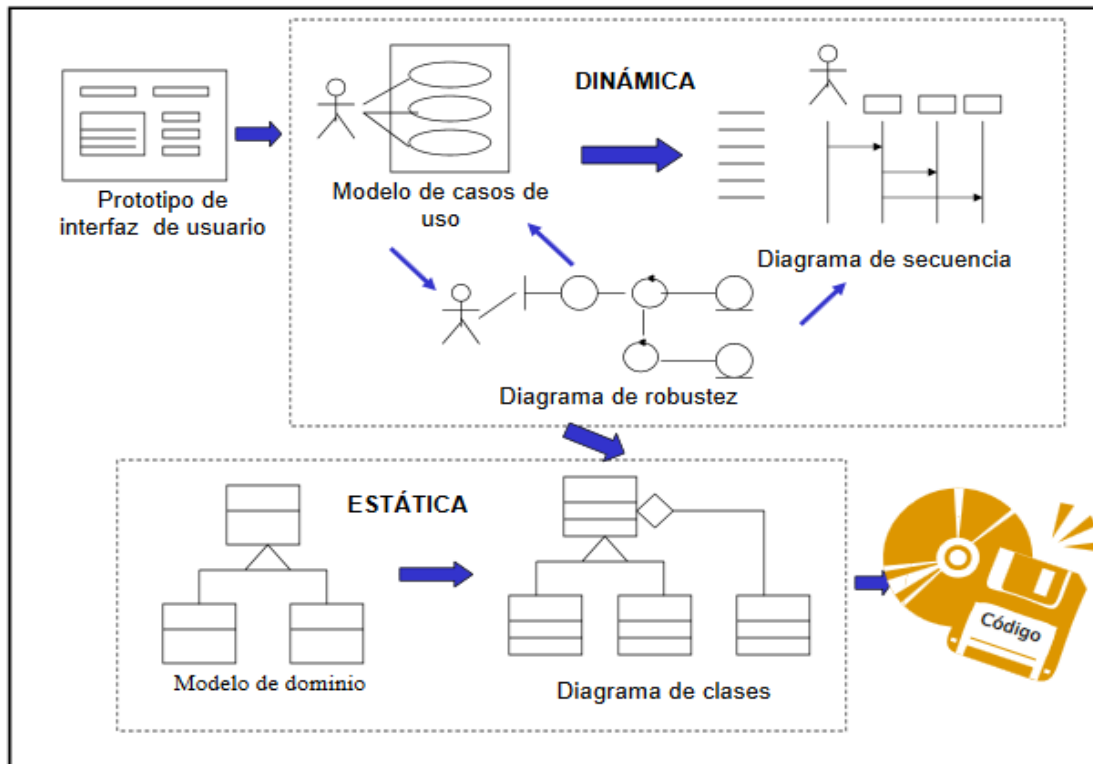 DINÁMICA
Prototipo de
interfaz de usuario
Modelo de casos de
uso
Diagrama de secuencia
Diagrama de robustez
ESTÁTICA
Modelo de dominio
Diagrama de clases
Código